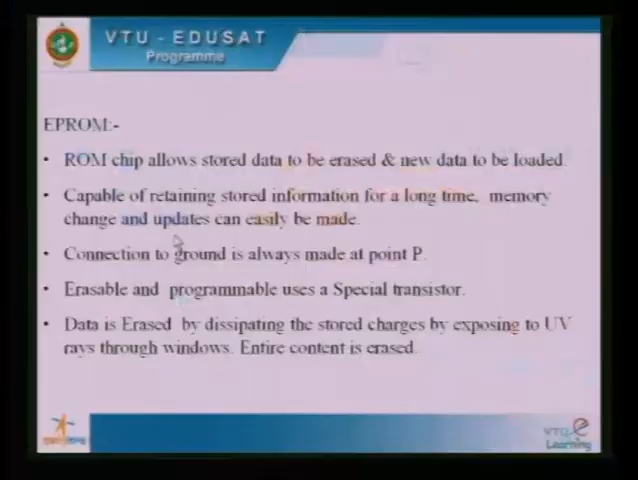 VTU - EDUSAT
Programme
EPROM:-
• ROM chip allows stored data to be erased & new data to be loaded.
• Capable of retaining stored information for a long time, memory
change and updates can easily be made.
• Connection to ground is always made at point P.
• Erasable and programmable uses a Special transistor.
• Data is Erased by dissipating the stored charges by exposing to UV
rays through windows. Entire content is erased.
VTU e
Learning